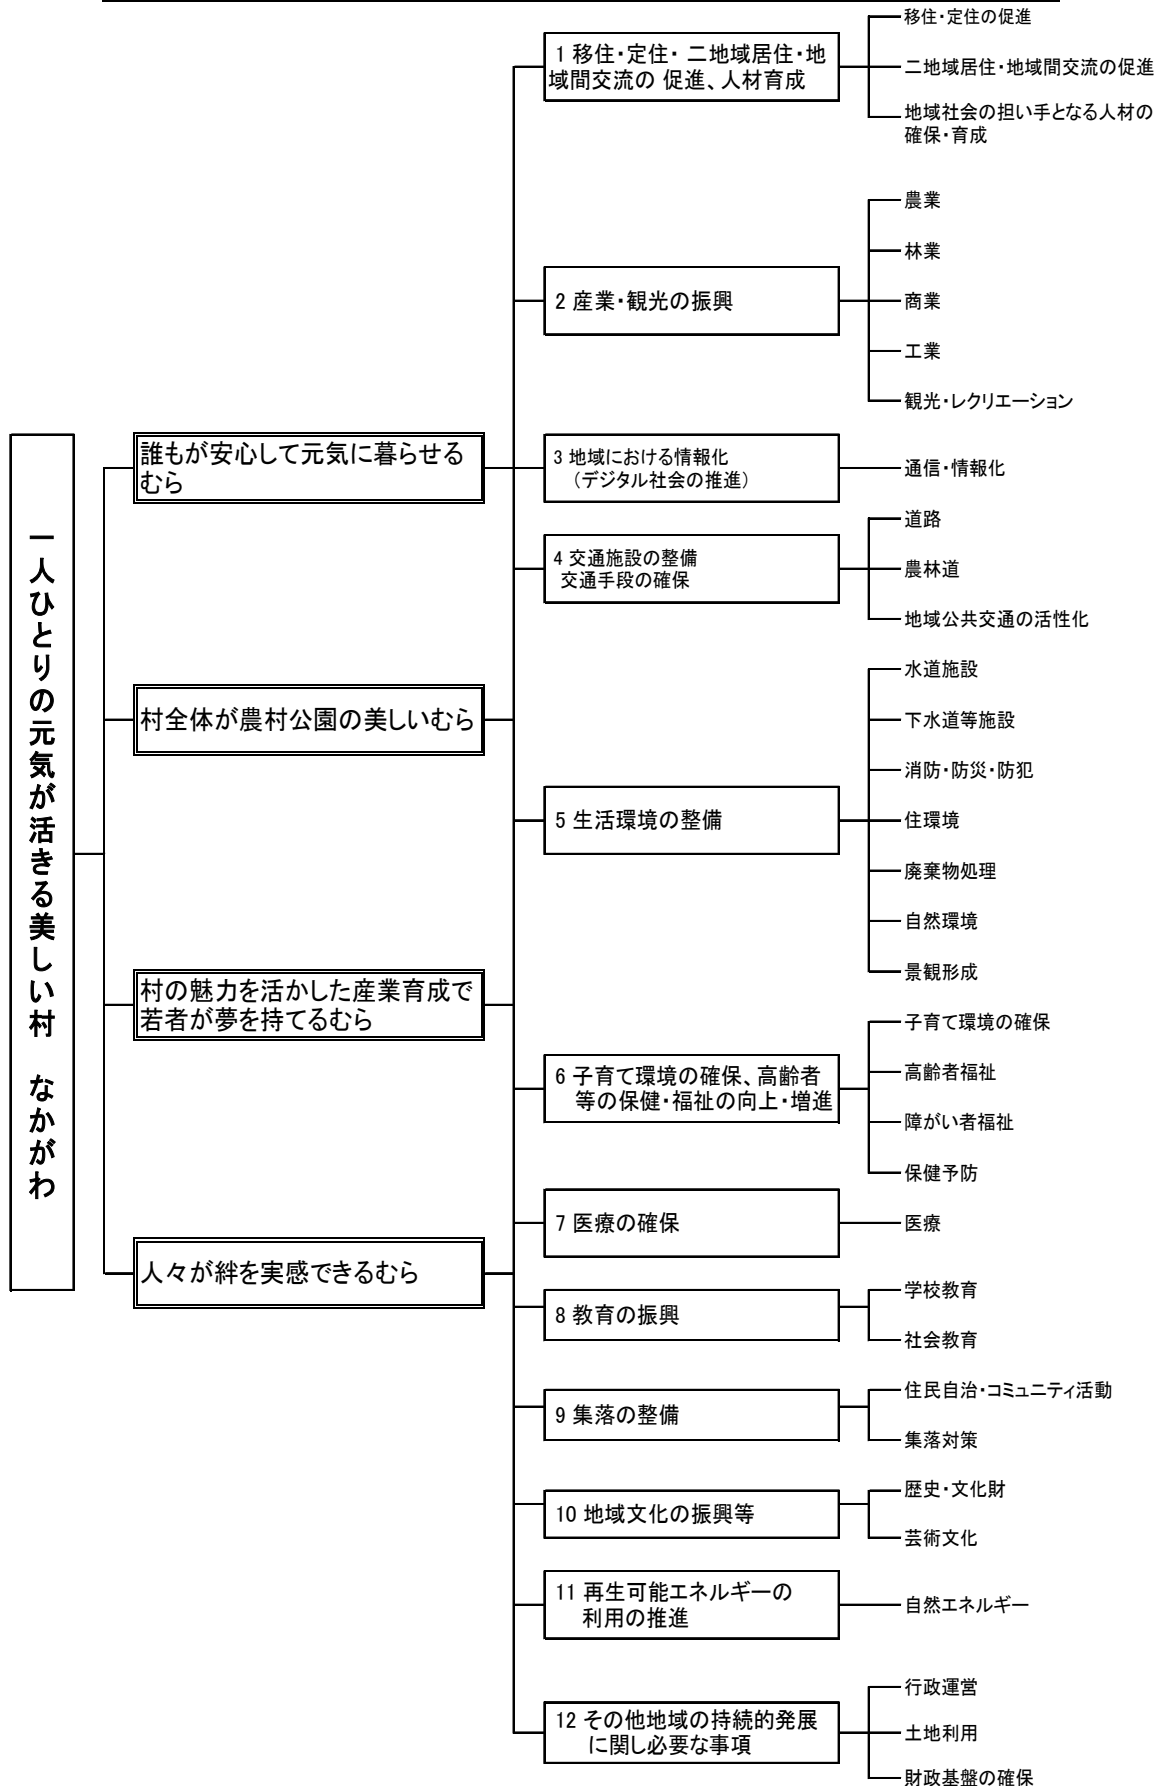 一人ひとりの元気が活きる美しい村　なかがわ
誰もが安心して元気に暮らせる
むら
村全体が農村公園の美しいむら
村の魅力を活かした産業育成で
若者が夢を持てるむら
人々が絆を実感できるむら
1 移住・定住・ 二地域居住・地
域間交流の 促進、人材育成
移住・定住の促進
二地域居住・地域間交流の促進
地域社会の担い手となる人材の
確保・育成
2 産業・観光の振興
農業
林業
商業
工業
観光・レクリエーション
3 地域における情報化
（デジタル社会の推進）
通信・情報化
4 交通施設の整備
交通手段の確保
道路
農林道
地域公共交通の活性化
5 生活環境の整備
水道施設
下水道等施設
消防・防災・防犯
住環境
廃棄物処理
自然環境
景観形成
6 子育て環境の確保、高齢者
等の保健・福祉の向上・増進
子育て環境の確保
高齢者福祉
障がい者福祉
保健予防
7 医療の確保
医療
8 教育の振興
学校教育
社会教育
9 集落の整備
住民自治・コミュニティ活動
集落対策
10 地域文化の振興等
歴史・文化財
芸術文化
11 再生可能エネルギーの
利用の推進
自然エネルギー
12 その他地域の持続的発展
に関し必要な事項
行政運営
土地利用
財政基盤の確保